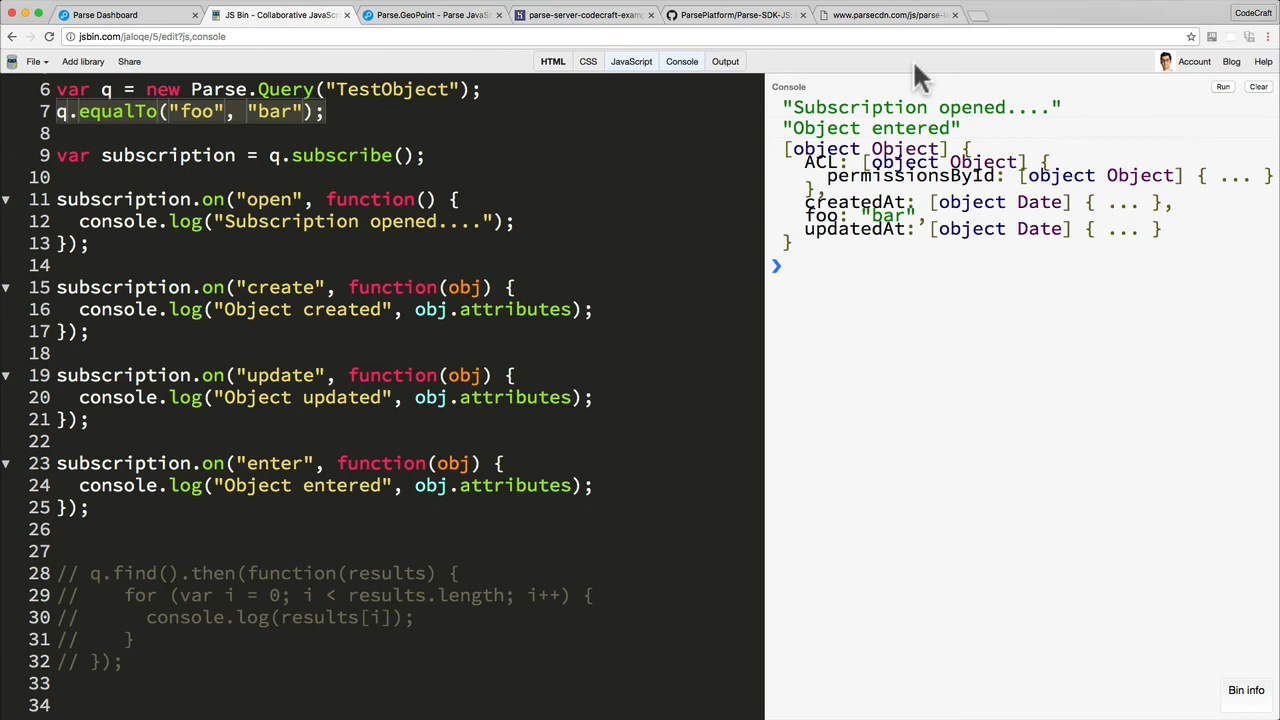 Parse Dashboard
JS Bin - Collaborative JavaScri
Parse.GeoPoint - Parse JavaSc
parse-server-codecraft-examp
ParsePlatform/Parse-SDK-JS:
www.parsecdn.com/js/parse-l
CodeCraft
jsbin.com/jaloqe/5/edit?js,console
File
Add library
Share
HTML
CSS
JavaScript
Console
Output
Account
Blog
Help
6 var q = new Parse.Query("TestObject");
7 q.equalTo("foo", "bar");
8
9 var subscription = q.subscribe();
10
11 subscription.on("open", function() {
12 console.log("Subscription opened....");
13 });
14
15 subscription.on("create", function(obj) {
16 console.log("Object created", obj.attributes);
17 });
18
19 subscription.on("update", function(obj) {
20 console.log("Object updated", obj.attributes);
21 });
22
23 subscription.on("enter", function(obj) {
24 console.log("Object entered", obj.attributes);
25 });
26
27
28 // q.find().then(function(results) {
29 // for (var i = 0; i < results.length; i++) {
30 // console.log(results[i]);
31 // }
32 // });
33
34
Console
Run
Clear
"Subscription opened...."
"Object entered"
[object Object] {
ACL: [object Object] {
permissionsById: [object Object] { ... }
},
createdAt: [object Date] { ... },
foo: "bar",
updatedAt: [object Date] { ... }
}
Bin info